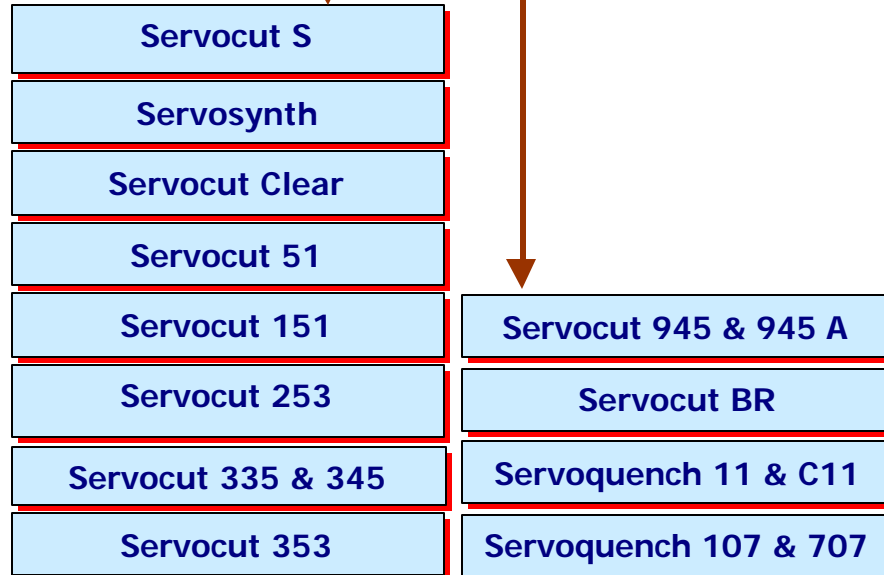 Servocut S
Servosynth
Servocut Clear
Servocut 51
Servocut 151
Servocut 253
Servocut 335 & 345
Servocut 353
Servocut 945 & 945 A
Servocut BR
Servoquench 11 & C11
Servoquench 107 & 707